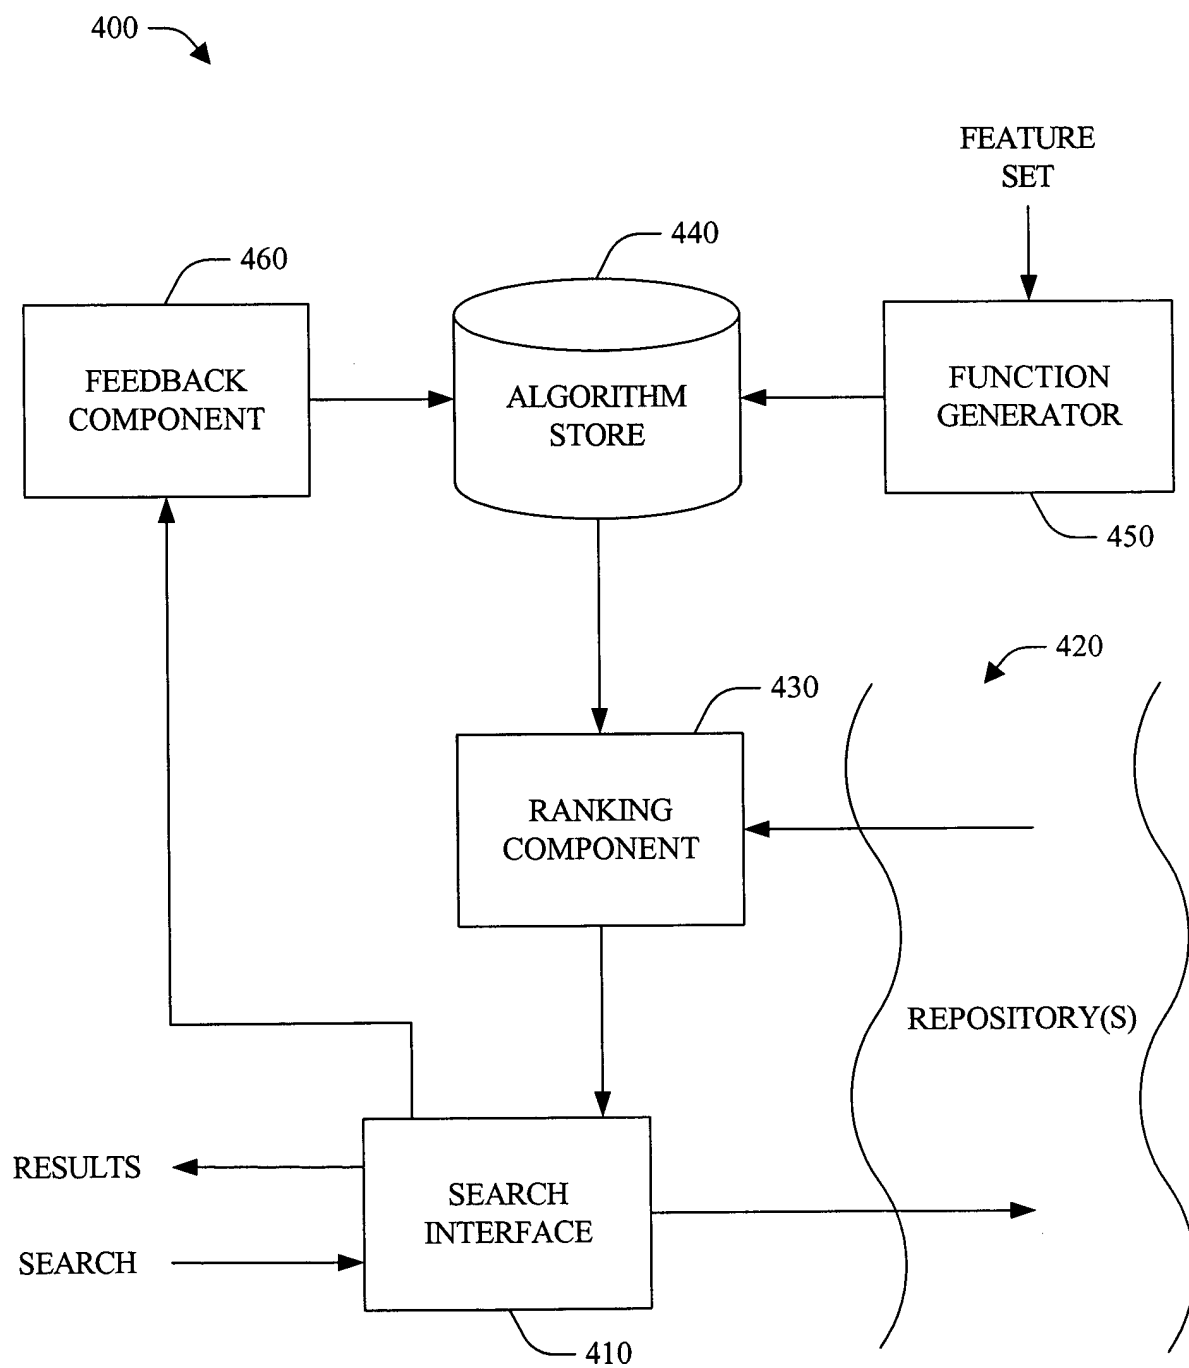 400
FEATURE
SET
460
440
FEEDBACK
COMPONENT
ALGORITHM
STORE
FUNCTION
GENERATOR
450
420
430
RANKING
COMPONENT
REPOSITORY(S)
RESULTS
SEARCH
SEARCH
INTERFACE
410